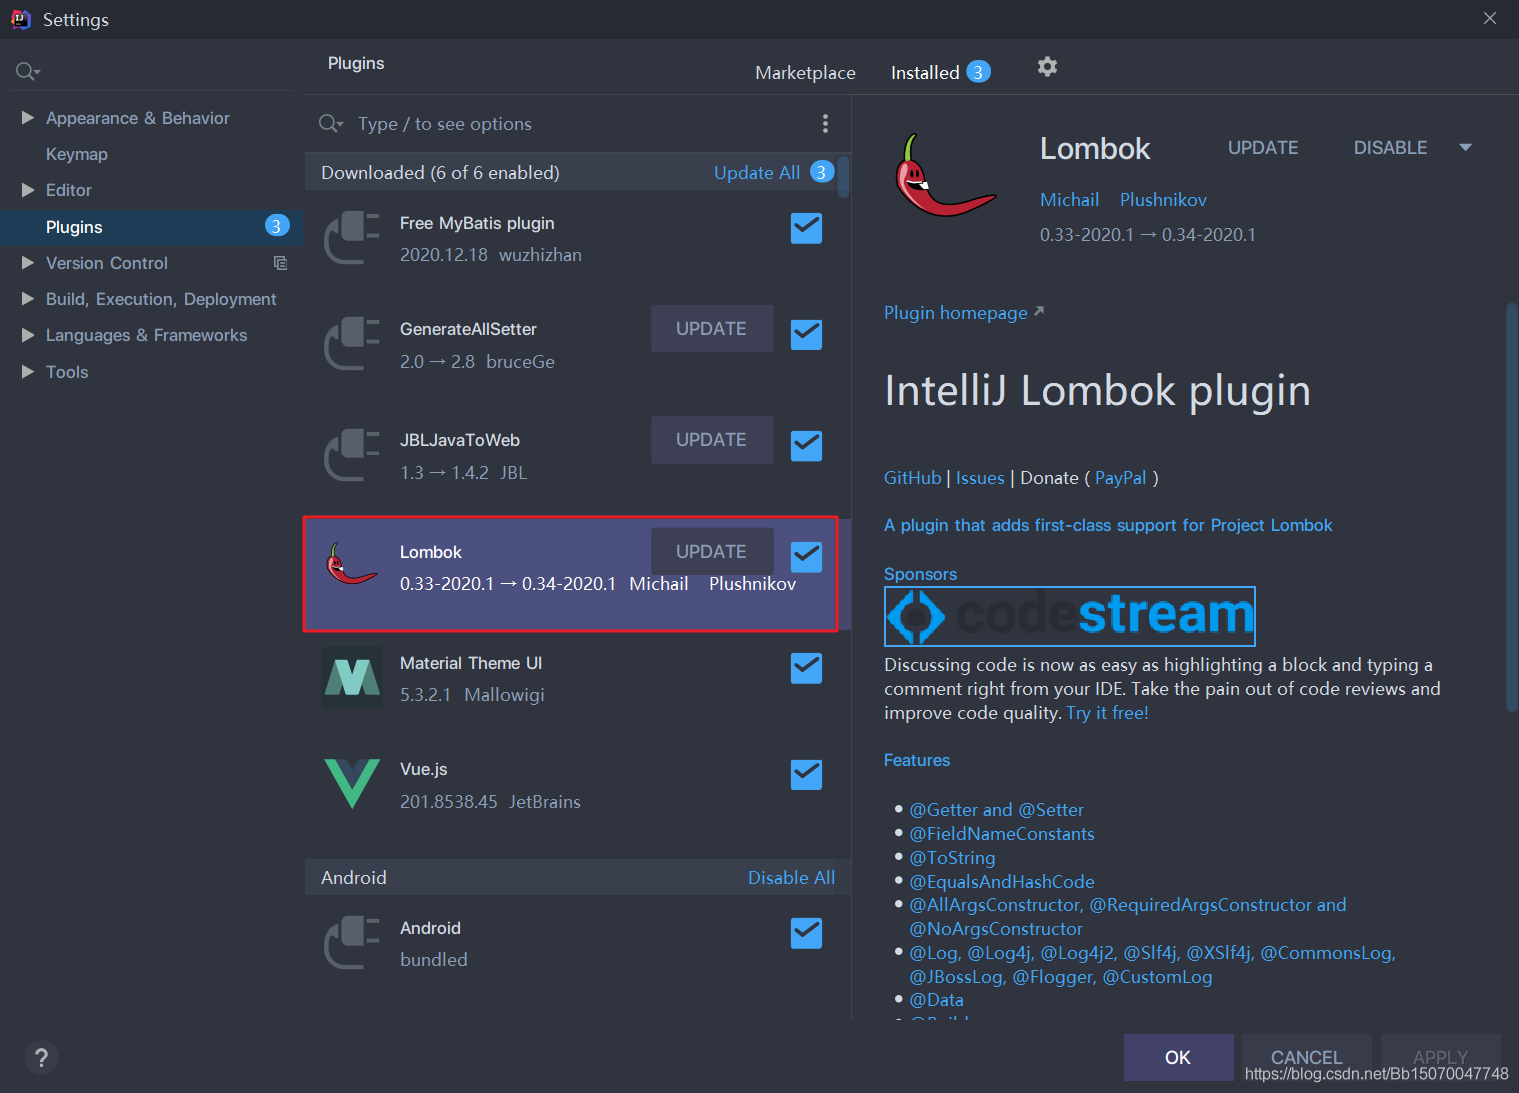 Settings
Plugins
Marketplace
Installed 3
Appearance & Behavior
Keymap
Editor
Plugins 3
Version Control
Build, Execution, Deployment
Languages & Frameworks
Tools
Type / to see options
Downloaded (6 of 6 enabled) Update All 3
Free MyBatis plugin
2020.12.18 wuzhizhan
GenerateAllSetter UPDATE
2.0 → 2.8 bruceGe
JBLJavaToWeb UPDATE
1.3 → 1.4.2 JBL
Lombok UPDATE
0.33-2020.1 → 0.34-2020.1 Michail Plushnikov
Material Theme UI
5.3.2.1 Mallowigi
Vue.js
201.8538.45 JetBrains
Android Disable All
Android
bundled
Lombok UPDATE DISABLE
Michail Plushnikov
0.33-2020.1 → 0.34-2020.1
Plugin homepage
IntelliJ Lombok plugin
GitHub | Issues | Donate ( PayPal )
A plugin that adds first-class support for Project Lombok
Sponsors
codestream
Discussing code is now as easy as highlighting a block and typing a
comment right from your IDE. Take the pain out of code reviews and
improve code quality. Try it free!
Features
@Getter and @Setter
@FieldNameConstants
@ToString
@EqualsAndHashCode
@AllArgsConstructor, @RequiredArgsConstructor and
@NoArgsConstructor
@Log, @Log4j, @Log4j2, @Slf4j, @XSlf4j, @CommonsLog,
@JBossLog, @Flogger, @CustomLog
@Data
?
OK CANCEL APPLY
https://blog.csdn.net/Bb15070047748